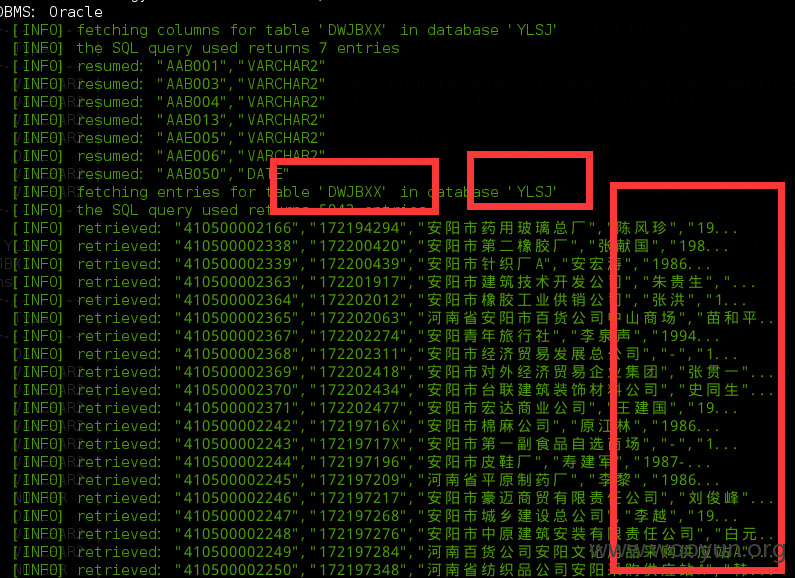 DBMS: Oracle
[INFO] fetching columns for table 'DWJBXX' in database 'YLSJ'
[INFO] the SQL query used returns 7 entries
[INFO] resumed: "AAB001","VARCHAR2"
[INFO] resumed: "AAB003","VARCHAR2"
[INFO] resumed: "AAB004","VARCHAR2"
[INFO] resumed: "AAB013","VARCHAR2"
[INFO] resumed: "AAE005","VARCHAR2"
[INFO] resumed: "AAE006","VARCHAR2"
[INFO] resumed: "AAB050","DATE"
[INFO] fetching entries for table 'DWJBXX' in database 'YLSJ'
[INFO] the SQL query used returns 5043 entries
[INFO] retrieved: "410500002166","172194294","安阳市药用玻璃总厂","陈风珍","19...
[INFO] retrieved: "410500002338","172200420","安阳市第二橡胶厂","张献国","198...
[INFO] retrieved: "410500002339","172200439","安阳市针织厂A","安宏涛","1986...
[INFO] retrieved: "410500002363","172201917","安阳市建筑技术开发公司","朱贵生","...
[INFO] retrieved: "410500002364","172202012","安阳市橡胶工业供销公司","张洪","1...
[INFO] retrieved: "410500002365","172202063","河南省安阳市百货公司中山商场","苗和平..
[INFO] retrieved: "410500002367","172202274","安阳青年旅行社","李泉声","1994...
[INFO] retrieved: "410500002368","172202311","安阳市经济贸易发展总公司","-","1...
[INFO] retrieved: "410500002369","172202418","安阳市对外经济贸易企业集团","张贯一"...
[INFO] retrieved: "410500002370","172202434","安阳市台联建筑装饰材料公司","史同生"...
[INFO] retrieved: "410500002371","172202477","安阳市宏达商业公司","王建国","19...
[INFO] retrieved: "410500002242","17219716X","安阳市棉麻公司","原江林","1986...
[INFO] retrieved: "410500002243","17219717X","安阳市第一副食品自选商场","-","1...
[INFO] retrieved: "410500002244","172197196","安阳市皮鞋厂","寿建军","1987-...
[INFO] retrieved: "410500002245","172197209","河南省平原制药厂","李黎","1986...
[INFO] retrieved: "410500002246","172197217","安阳市豪迈商贸有限责任公司","刘俊峰"...
[INFO] retrieved: "410500002247","172197268","安阳市城乡建设总公司","李越","19...
[INFO] retrieved: "410500002248","172197276","安阳市中原建筑安装有限责任公司","白元..
[INFO] retrieved: "410500002249","172197284","河南百货公司安阳文
[INFO] retrieved: "410500002250","172197348","河南省纺织品公司安阳采购供应站
www.wooyun.org